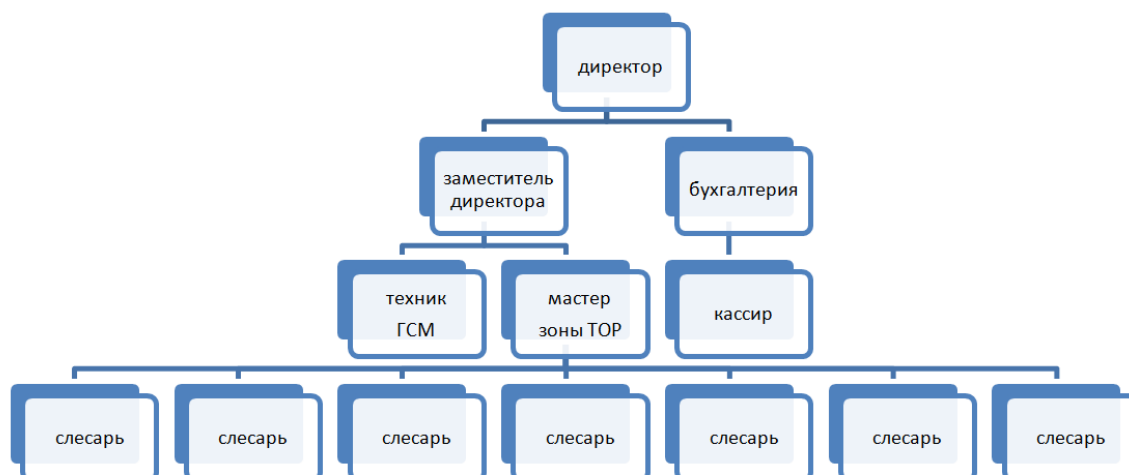 директор
заместитель
директора
бухгалтерия
техник
ГСМ
мастер
зоны ТОР
кассир
слесарь
слесарь
слесарь
слесарь
слесарь
слесарь
слесарь